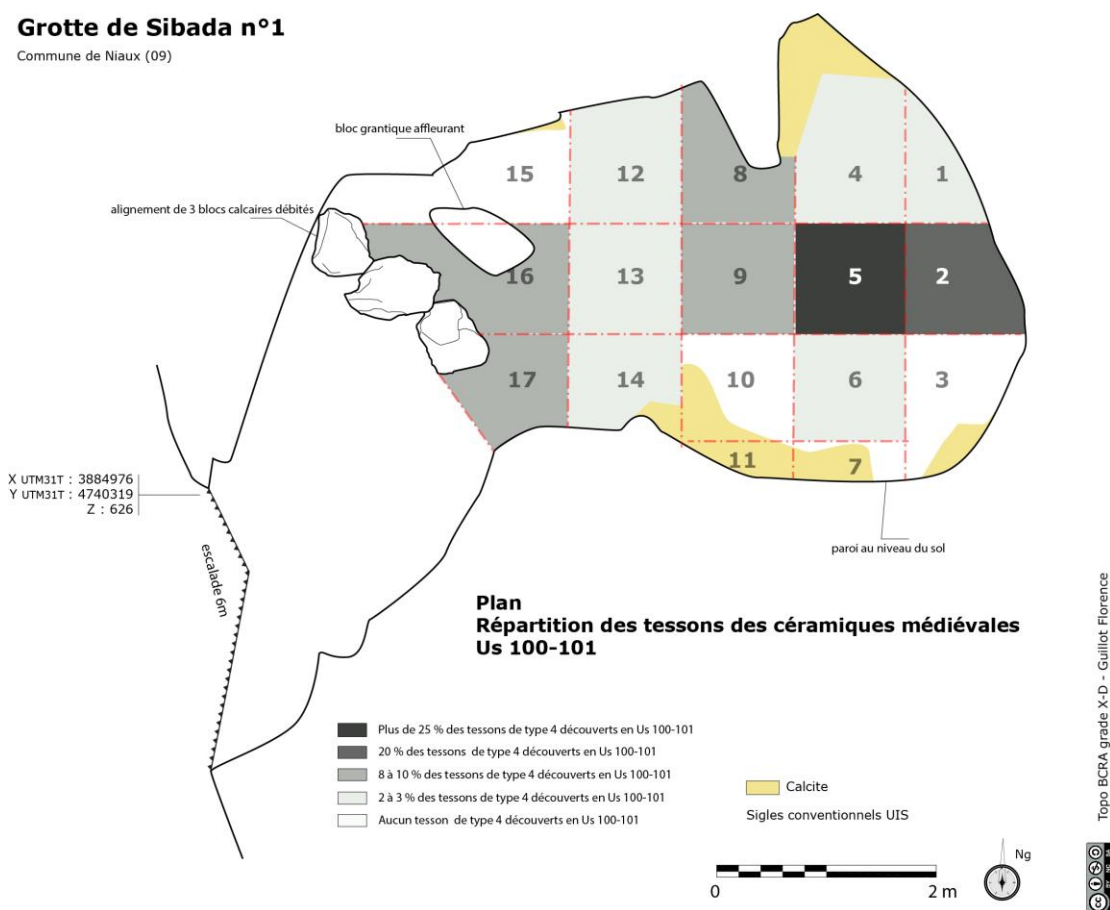 Grotte de Sibada n°1
Commune de Niaux (09)
bloc grantique affleurant
alignement de 3 blocs calcaires débités
15
12
8
4
1
16
13
9
5
2
17
14
10
6
3
11
7
X UTM31T : 3884976
Y UTM31T : 4740319
Z : 626
escalade 6m
paroi au niveau du sol
Plan
Répartition des tessons des céramiques médiévales
Us 100-101
Plus de 25 % des tessons de type 4 découverts en Us 100-101
20 % des tessons de type 4 découverts en Us 100-101
8 à 10 % des tessons de type 4 découverts en Us 100-101
2 à 3 % des tessons de type 4 découverts en Us 100-101
Aucun tesson de type 4 découverts en Us 100-101
Calcite
Sigles conventionnels UIS
0
2 m
Ng
Topo BCRA grade X-D - Guillot Florence
cc
BY NC SA